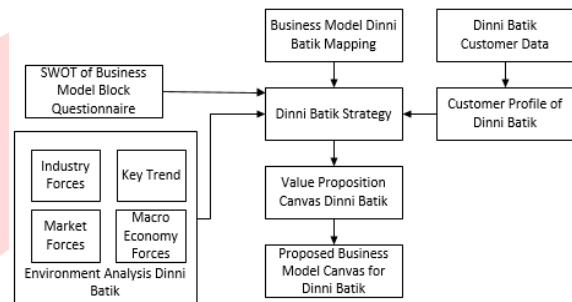 Business Model Dinni
Batik Mapping
Dinni Batik
Customer Data
SWOT of Business
Model Block
Questionnaire
Dinni Batik Strategy
Customer Profile of
Dinni Batik
Industry
Forces
Key Trend
Market
Forces
Macro
Economy
Forces
Environment Analysis Dinni
Batik
Value Proposition
Canvas Dinni Batik
Proposed Business
Model Canvas for
Dinni Batik